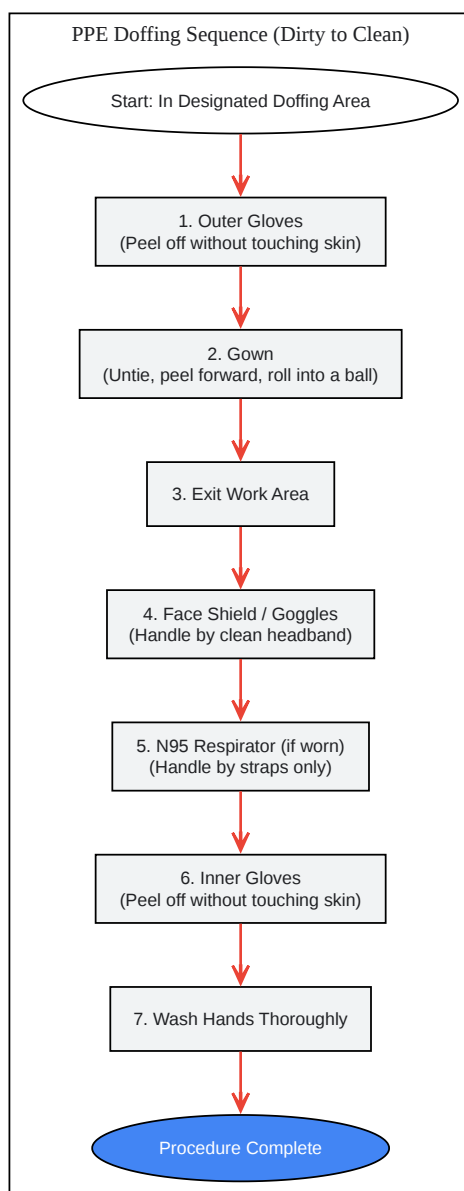 PPE Doffing Sequence (Dirty to Clean)
Start: In Designated Doffing Area
1. Outer Gloves
(Peel off without touching skin)
2. Gown
(Untie, peel forward, roll into a ball)
3. Exit Work Area
4. Face Shield / Goggles
(Handle by clean headband)
5. N95 Respirator (if worn)
(Handle by straps only)
6. Inner Gloves
(Peel off without touching skin)
7. Wash Hands Thoroughly
Procedure Complete